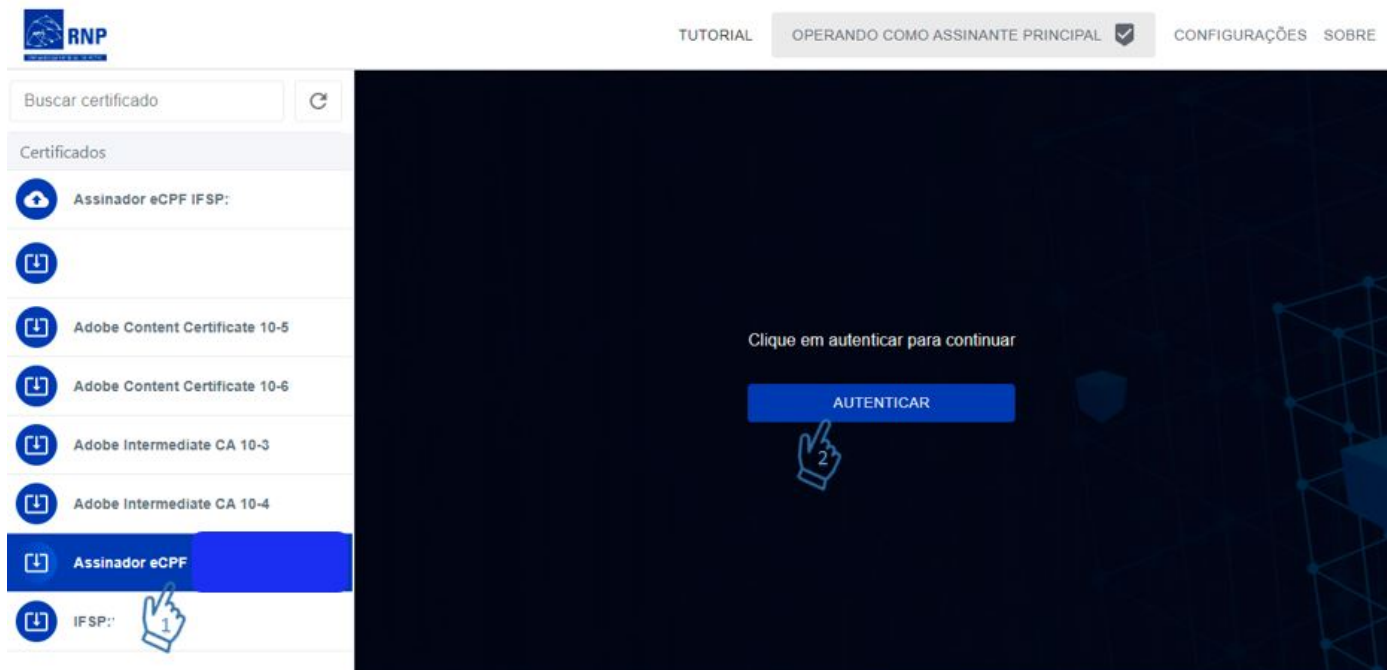 RNP
TUTORIAL
OPERANDO COMO ASSINANTE PRINCIPAL
CONFIGURAÇÕES
SOBRE
Buscar certificado
Certificados
Assinador eCPF IFSP:
Adobe Content Certificate 10-5
Adobe Content Certificate 10-6
Adobe Intermediate CA 10-3
Adobe Intermediate CA 10-4
Assinador eCPF
1
IFSP:
Clique em autenticar para continuar
AUTENTICAR
2